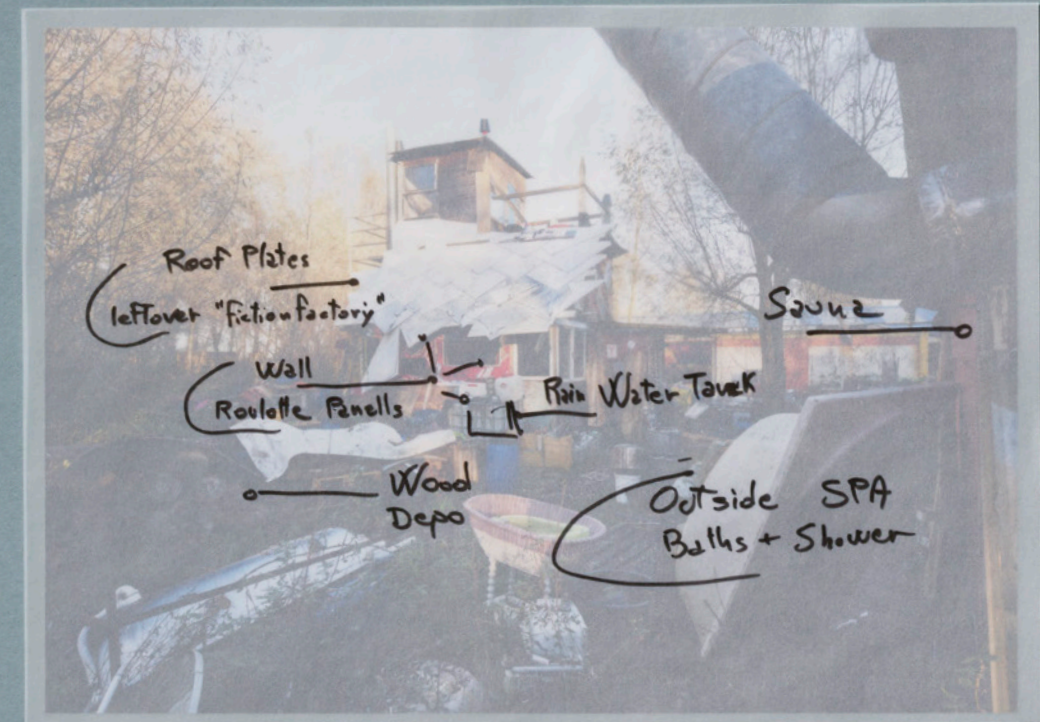 Roof Plates
leftover "fiction factory"
Wall
Roulotte Panells
Sauna
Rain Water Tank
Wood
Depo
Outside SPA
Baths + Shower